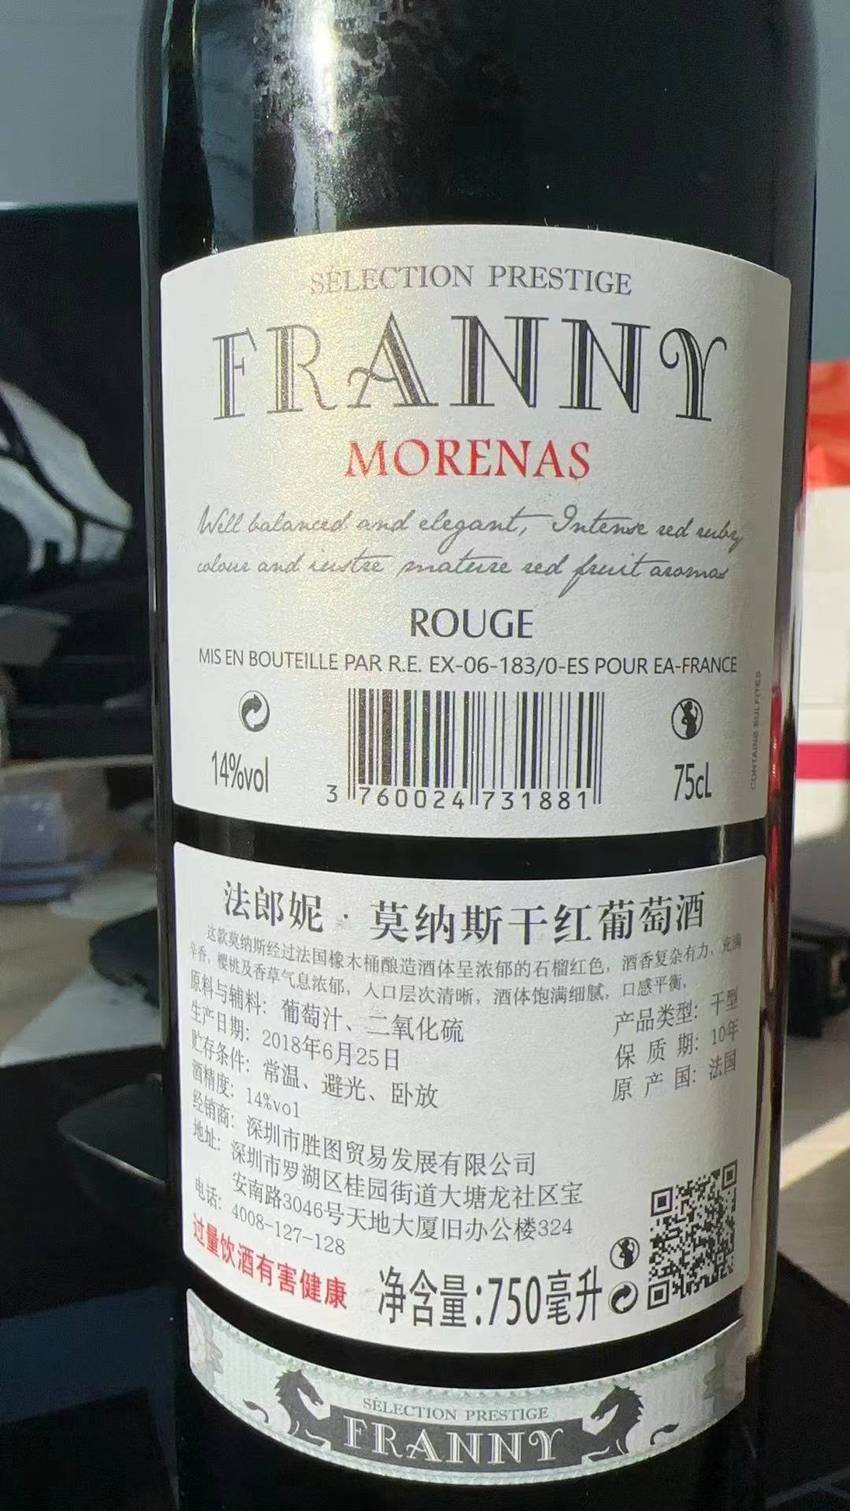 SÉLECTION PRESTIGE
FRANNY
MORENAS
Well balanced and elegant, Intense red ruby
colour and lustre mature red fruit aromas
ROUGE
MIS EN BOUTEILLE PAR R.E. EX-06-183/0-ES POUR EA-FRANCE
CONTAINS SULFITES
14%vol
3 760024 731881
75cL
法郎妮·莫纳斯干红葡萄酒
这款莫纳斯经过法国橡木桶酿造酒体呈浓郁的石榴红色，酒香复杂有力，充满
辛香，樱桃及香草气息浓郁，入口层次清晰，酒体饱满细腻，口感平衡，
原料与辅料：葡萄汁、二氧化硫
产品类型：干型
生产日期：2018年6月25日
保质期：10年
贮存条件：常温、避光、卧放
原产国：法国
酒精度：14%vol
经销商：深圳市胜图贸易发展有限公司
地址：深圳市罗湖区桂园街道大塘龙社区宝
安南路3046号天地大厦旧办公楼324
电话：4008-127-128
过量饮酒有害健康
净含量:750毫升
SÉLECTION PRESTIGE
FRANNY